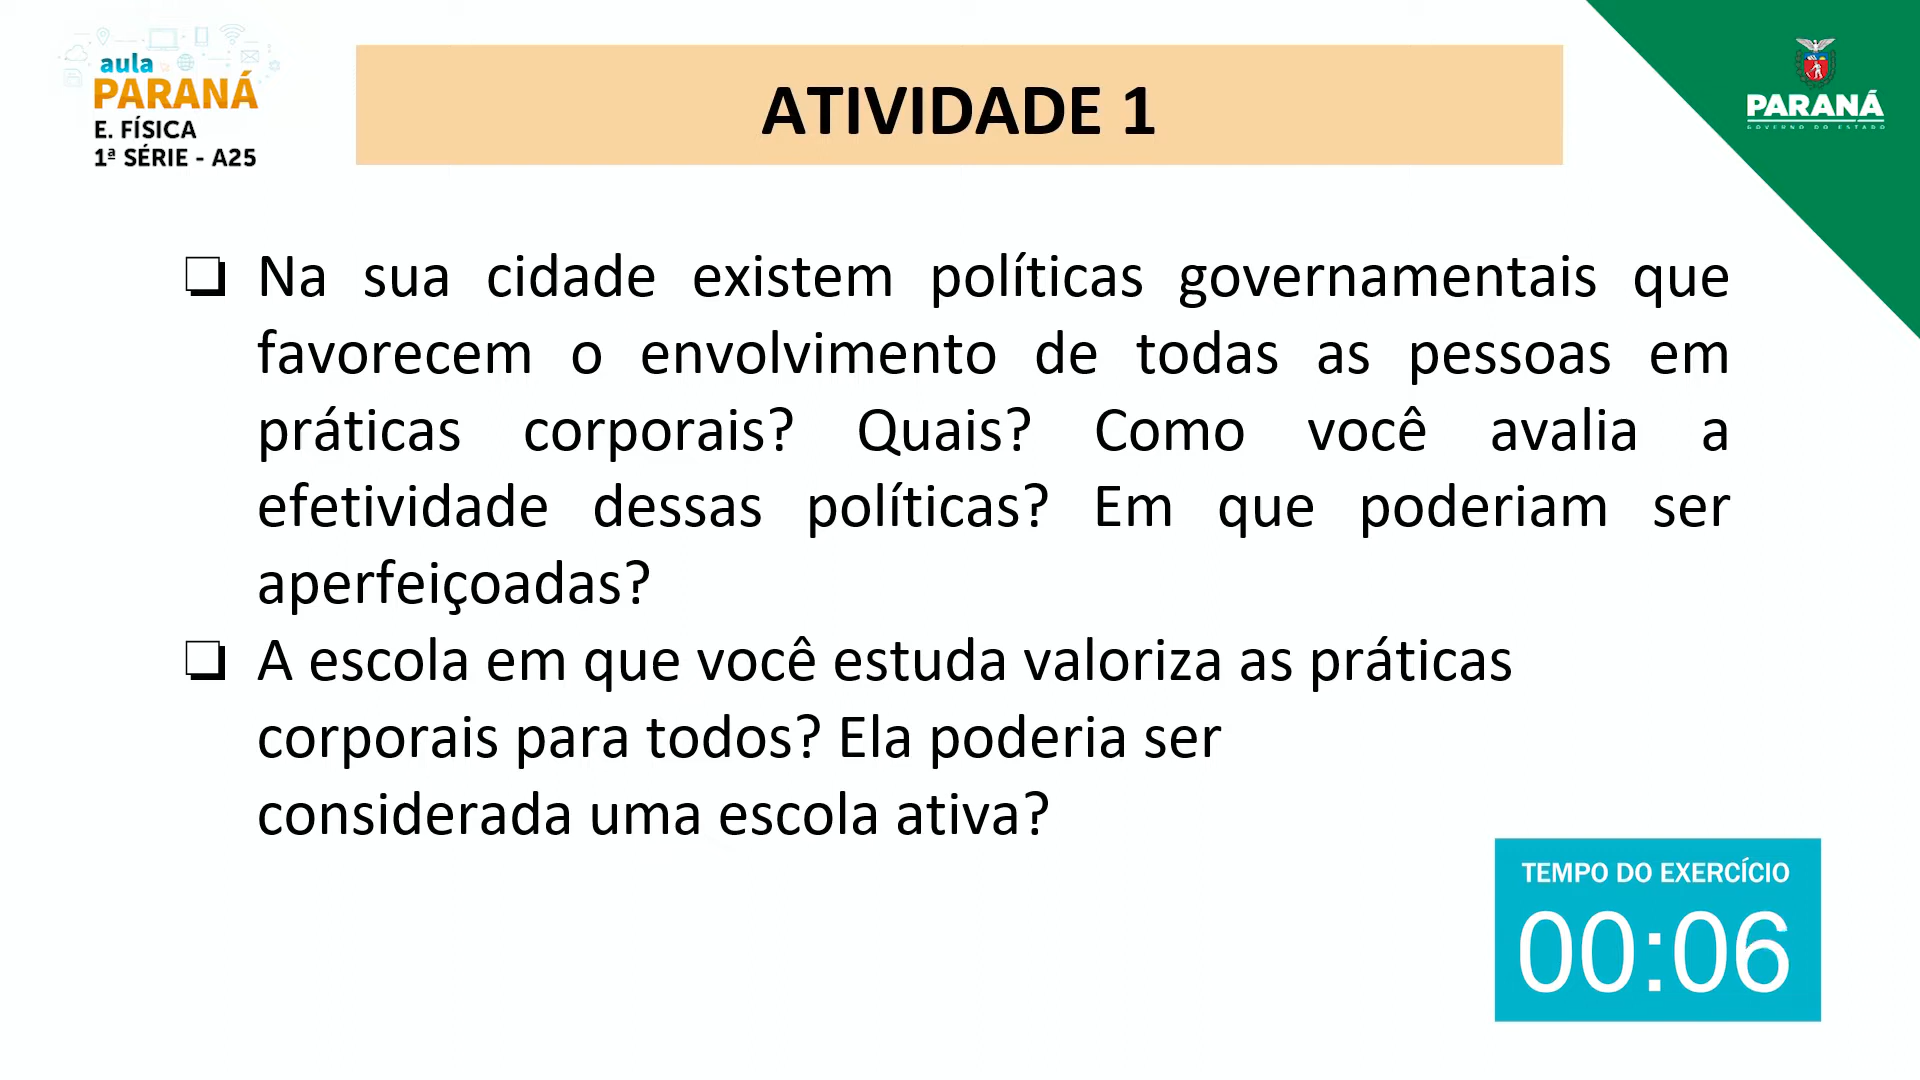 aula
PARANÁ
E. FÍSICA
1ª SÉRIE - A25
ATIVIDADE 1
PARANÁ
GOVERNO DO ESTADO
❏ Na sua cidade existem políticas governamentais que
favorecem o envolvimento de todas as pessoas em
práticas corporais? Quais? Como você avalia a
efetividade dessas políticas? Em que poderiam ser
aperfeiçoadas?
❏ A escola em que você estuda valoriza as práticas
corporais para todos? Ela poderia ser
considerada uma escola ativa?
TEMPO DO EXERCÍCIO
00:06